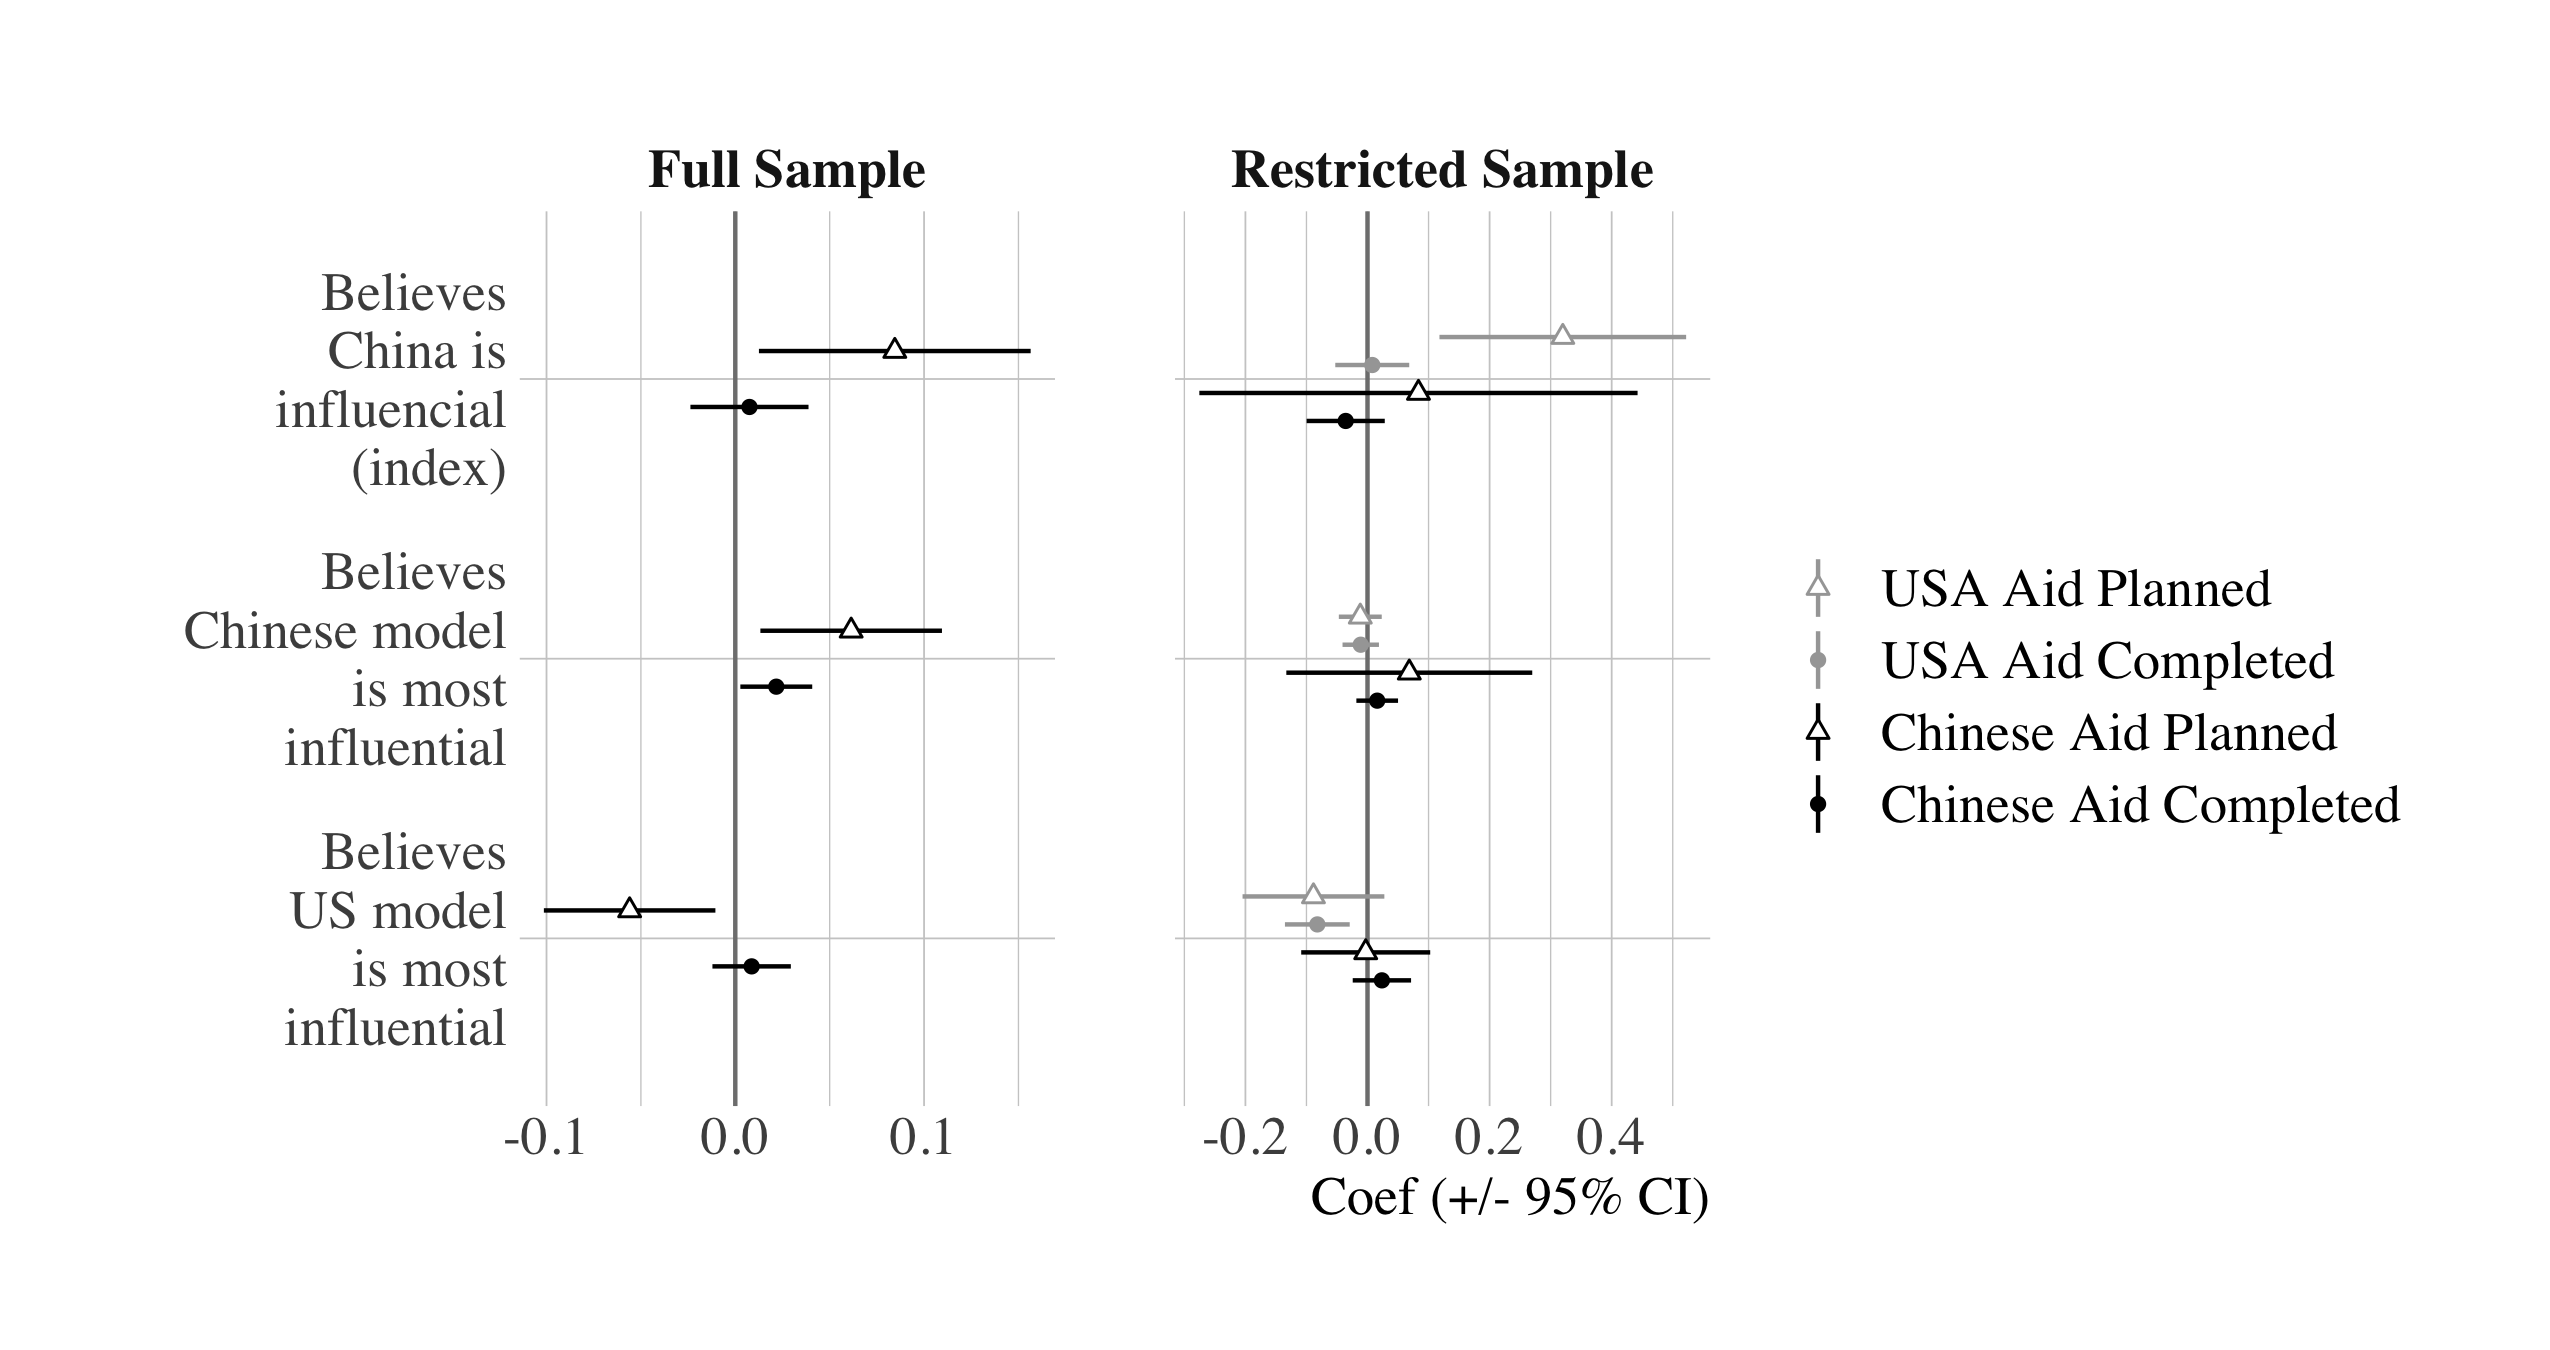 Full Sample
Restricted Sample
Believes
China is
influencial
(index)
Believes
Chinese model
is most
influential
Believes
US model
is most
influential
-0.1
0.0
0.1
-0.2
0.0
0.2
0.4
Coef (+/- 95% CI)
USA Aid Planned
USA Aid Completed
Chinese Aid Planned
Chinese Aid Completed